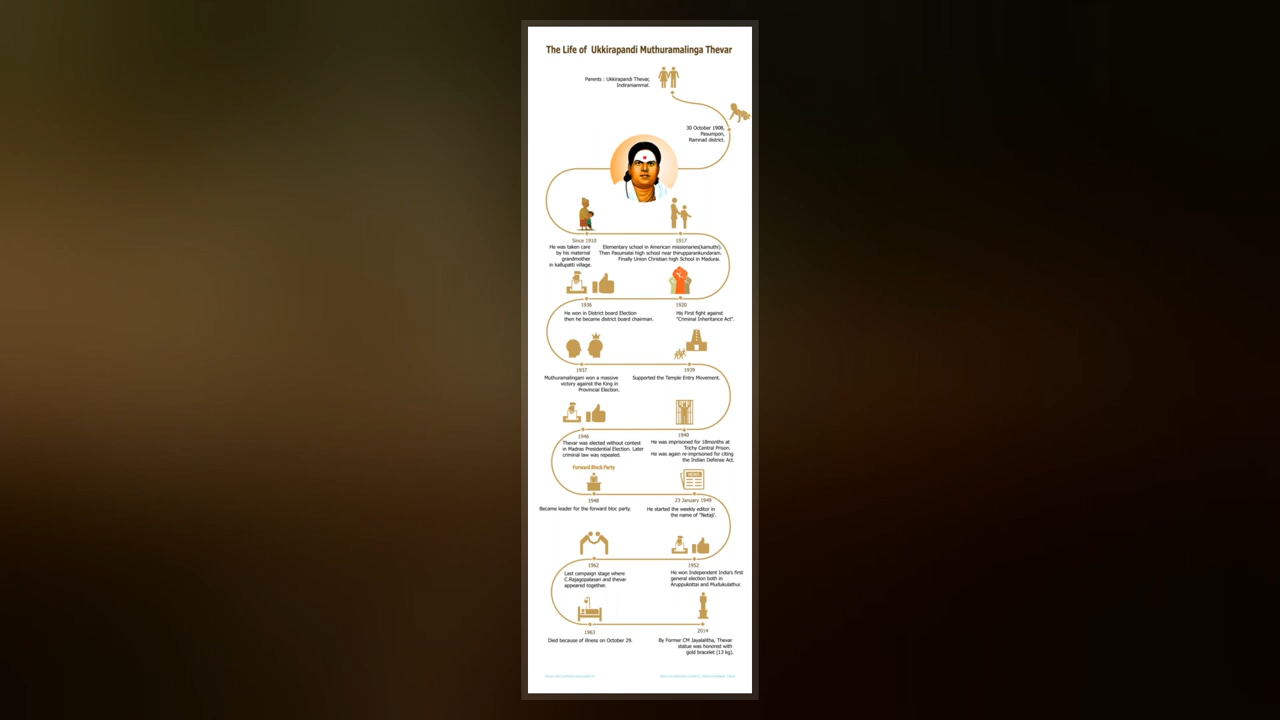 The Life of Ukkirapandi Muthuramalinga Thevar
Parents : Ukkirapandi Thevar,
Indiraniammal.
30 October 1908,
Pasumpon,
Ramnad district.
Since 1910
He was taken care
by his maternal
grandmother
in kallupatti village.
1917
Elementary school in American missionaries(kamuthi).
Then Pasumalai high school near thirupparankundaram.
Finally Union Christian high School in Madurai.
1936
He won in District board Election
then he became district board chairman.
1920
His First fight against
"Criminal Inheritance Act".
1937
Muthuramalingam won a massive
victory against the King in
Provincial Election.
1939
Supported the Temple Entry Movement.
1946
Thevar was elected without contest
in Madras Presidential Election. Later
criminal law was repealed.
1940
He was imprisoned for 18months at
Trichy Central Prison,
He was again re-imprisoned for citing
the Indian Defense Act.
Forward Block Party
1948
Became leader for the forward bloc party.
NEWS
23 January 1949
He started the weekly editor in
the name of "Netaji'.
1962
Last campaign stage where
C.Rajagopalasari and thevar
appeared together.
1952
He won Independent India's first
general election both in
Aruppukottai and Mudukulathur.
1963
Died because of illness on October 29.
2014
By Former CM Jayalalitha, Thevar
statue was honored with
gold bracelet [13 kg].